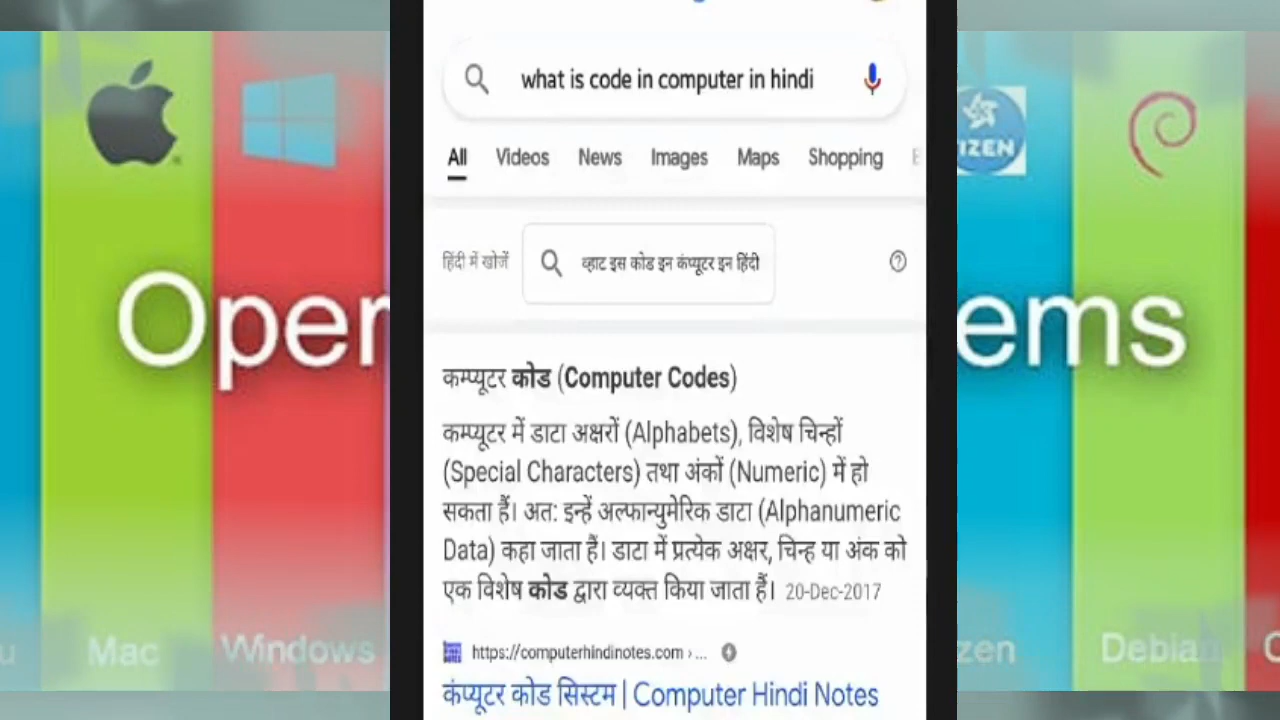 what is code in computer in hindi
All Videos News Images Maps Shopping
हिंदी में खोजें व्हाट इस कोड इन कंप्यूटर इन हिंदी
कम्प्यूटर कोड (Computer Codes)
कम्प्यूटर में डाटा अक्षरों (Alphabets), विशेष चिन्हों
(Special Characters) तथा अंकों (Numeric) में हो
सकता हैं। अत: इन्हें अल्फान्युमेरिक डाटा (Alphanumeric
Data) कहा जाता हैं। डाटा में प्रत्येक अक्षर, चिन्ह या अंक को
एक विशेष कोड द्वारा व्यक्त किया जाता हैं। 20-Dec-2017
https://computerhindinotes.com › ...
कंप्यूटर कोड सिस्टम | Computer Hindi Notes
IZEN
Oper ems
u Mac Windows zen Debian